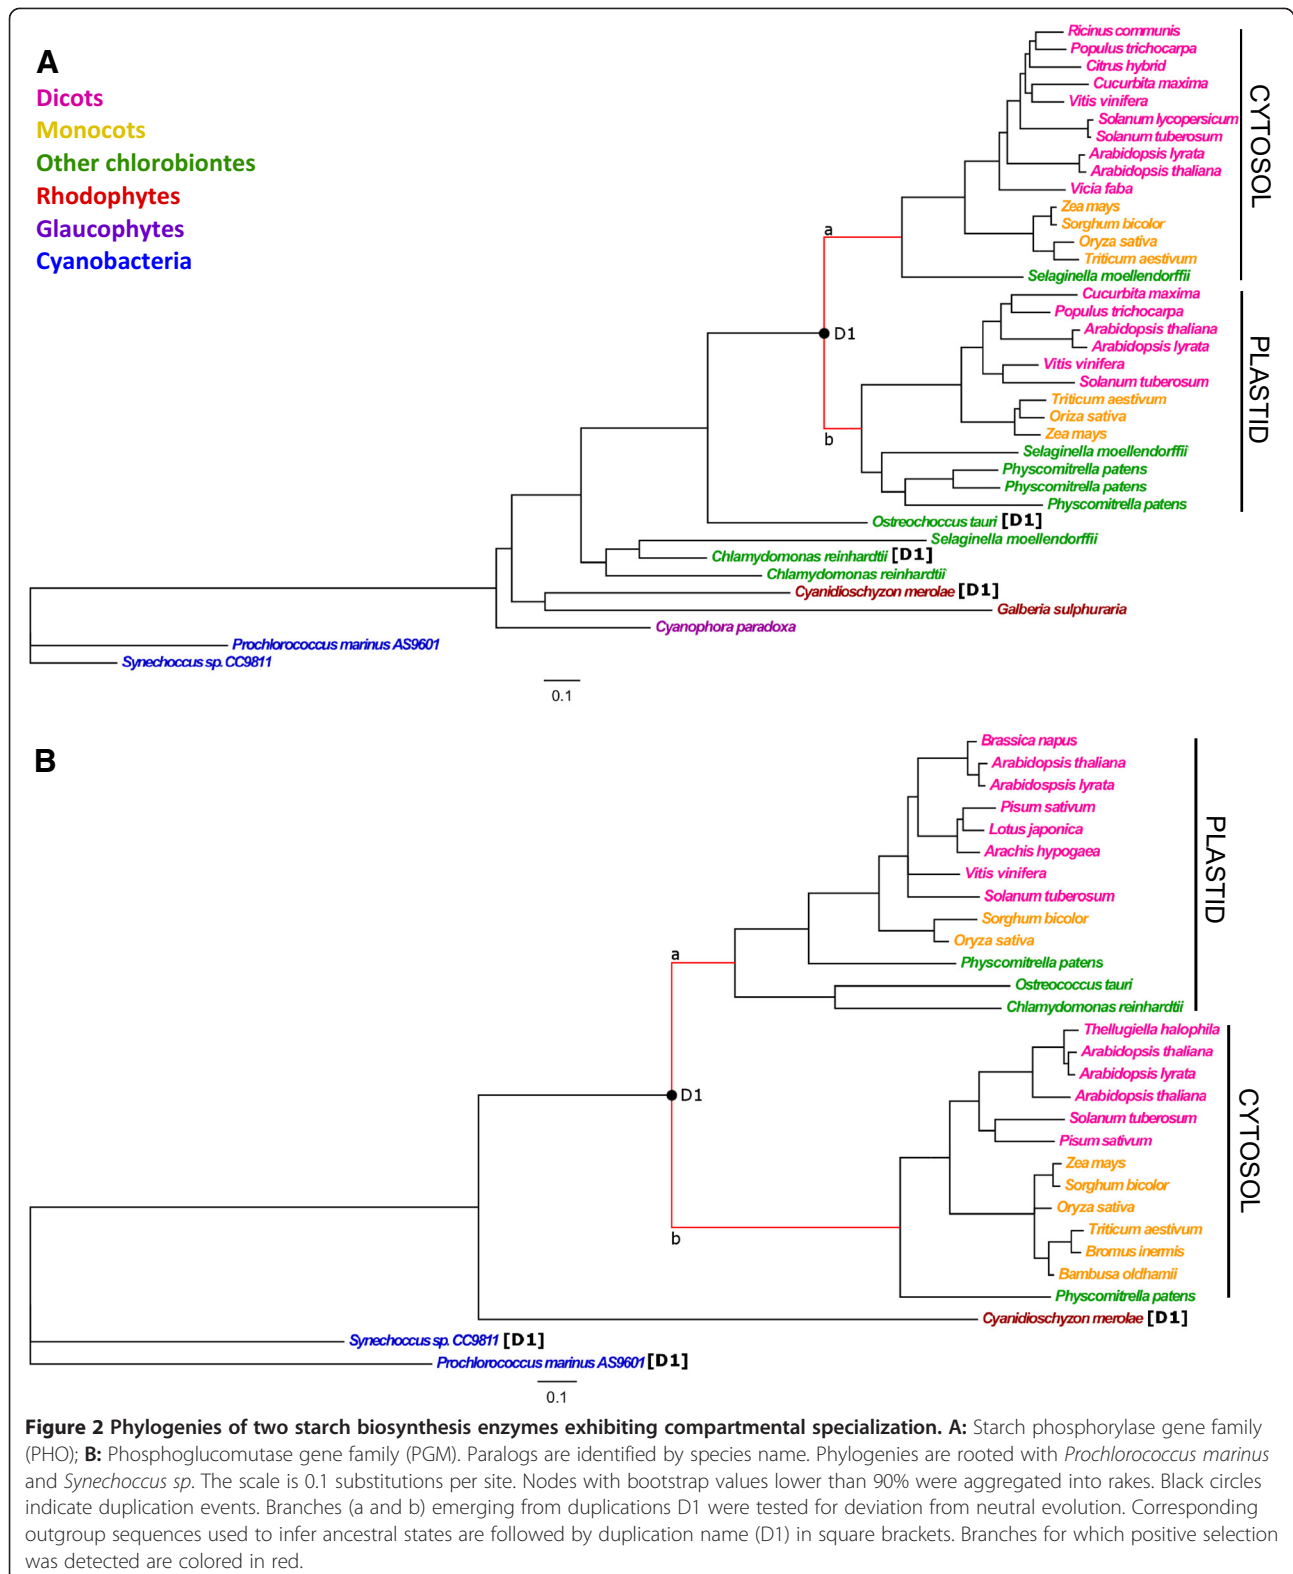 A
Dicots
Monocots
Other chlorobiontes
Rhodophytes
Glaucophytes
Cyanobacteria
Ricinus communis
Populus trichocarpa
Citrus hybrid
Cucurbita maxima
Vitis vinifera
Solanum lycopersicum
Solanum tuberosum
Arabidopsis lyrata
Arabidopsis thaliana
Vicia faba
Zea mays
Sorghum bicolor
Oryza sativa
Triticum aestivum
Selaginella moellendorffii
CYTOSOL
a
D1
b
Cucurbita maxima
Populus trichocarpa
Arabidopsis thaliana
Arabidopsis lyrata
Vitis vinifera
Solanum tuberosum
Triticum aestivum
Oriza sativa
Zea mays
Selaginella moellendorffii
Physcomitrella patens
Physcomitrella patens
Physcomitrella patens
PLASTID
Ostreochoccus tauri [D1]
Selaginella moellendorffii
Chlamydomonas reinhardtii [D1]
Chlamydomonas reinhardtii
Cyanidioschyzon merolae [D1]
Galberia sulphuraria
Cyanophora paradoxa
Prochlorococcus marinus AS9601
Synechoccus sp. CC9811
0.1
B
Brassica napus
Arabidopsis thaliana
Arabidospsis lyrata
Pisum sativum
Lotus japonica
Arachis hypogaea
Vitis vinifera
Solanum tuberosum
Sorghum bicolor
Oryza sativa
Physcomitrella patens
Ostreococcus tauri
Chlamydomonas reinhardtii
PLASTID
a
D1
b
Thellugiella halophila
Arabidopsis thaliana
Arabidopsis lyrata
Arabidopsis thaliana
Solanum tuberosum
Pisum sativum
Zea mays
Sorghum bicolor
Oryza sativa
Triticum aestivum
Bromus inermis
Bambusa oldhamii
Physcomitrella patens
CYTOSOL
Cyanidioschyzon merolae [D1]
Synechoccus sp. CC9811 [D1]
Prochlorococcus marinus AS9601 [D1]
0.1
Figure 2 Phylogenies of two starch biosynthesis enzymes exhibiting compartmental specialization. A: Starch phosphorylase gene family
(PHO); B: Phosphoglucomutase gene family (PGM). Paralogs are identified by species name. Phylogenies are rooted with Prochlorococcus marinus
and Synechoccus sp. The scale is 0.1 substitutions per site. Nodes with bootstrap values lower than 90% were aggregated into rakes. Black circles
indicate duplication events. Branches (a and b) emerging from duplications D1 were tested for deviation from neutral evolution. Corresponding
outgroup sequences used to infer ancestral states are followed by duplication name (D1) in square brackets. Branches for which positive selection
was detected are colored in red.